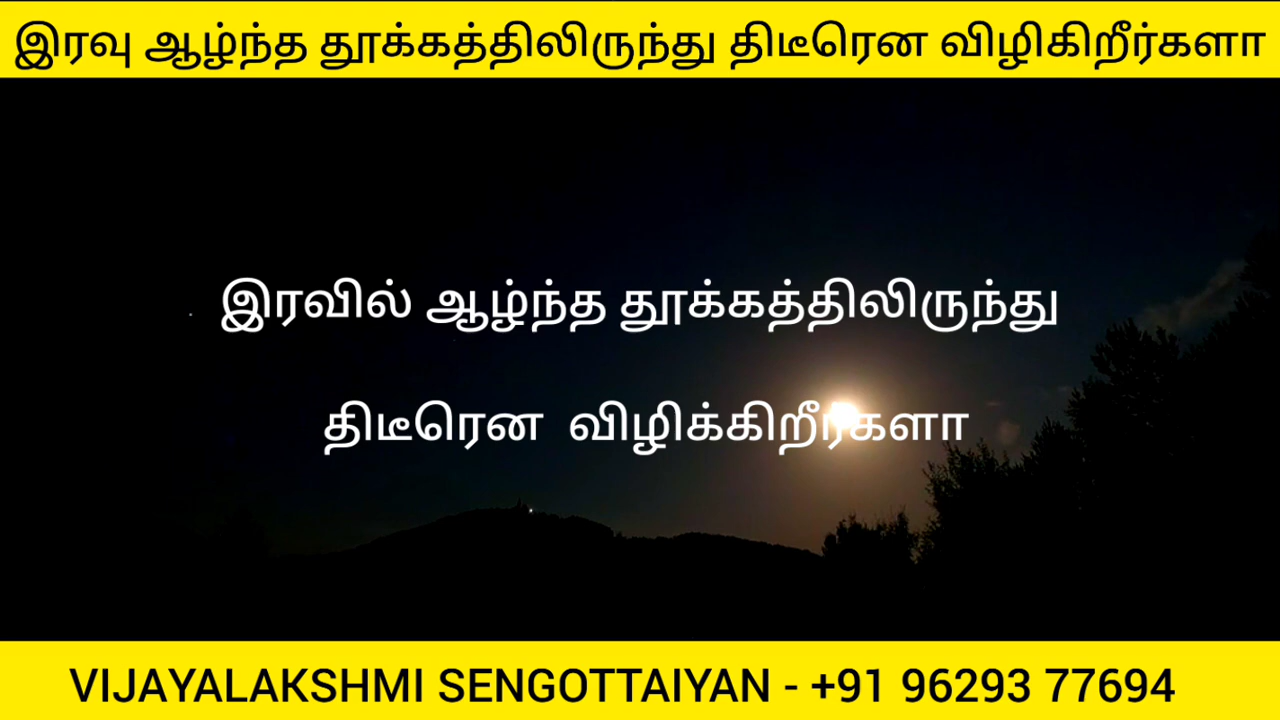 இரவு ஆழ்ந்த தூக்கத்திலிருந்து திடீரென விழிகிறீர்களா
இரவில் ஆழ்ந்த தூக்கத்திலிருந்து
திடீரென விழிக்கிறீர்களா
VIJAYALAKSHMI SENGOTTAIYAN - +91 96293 77694